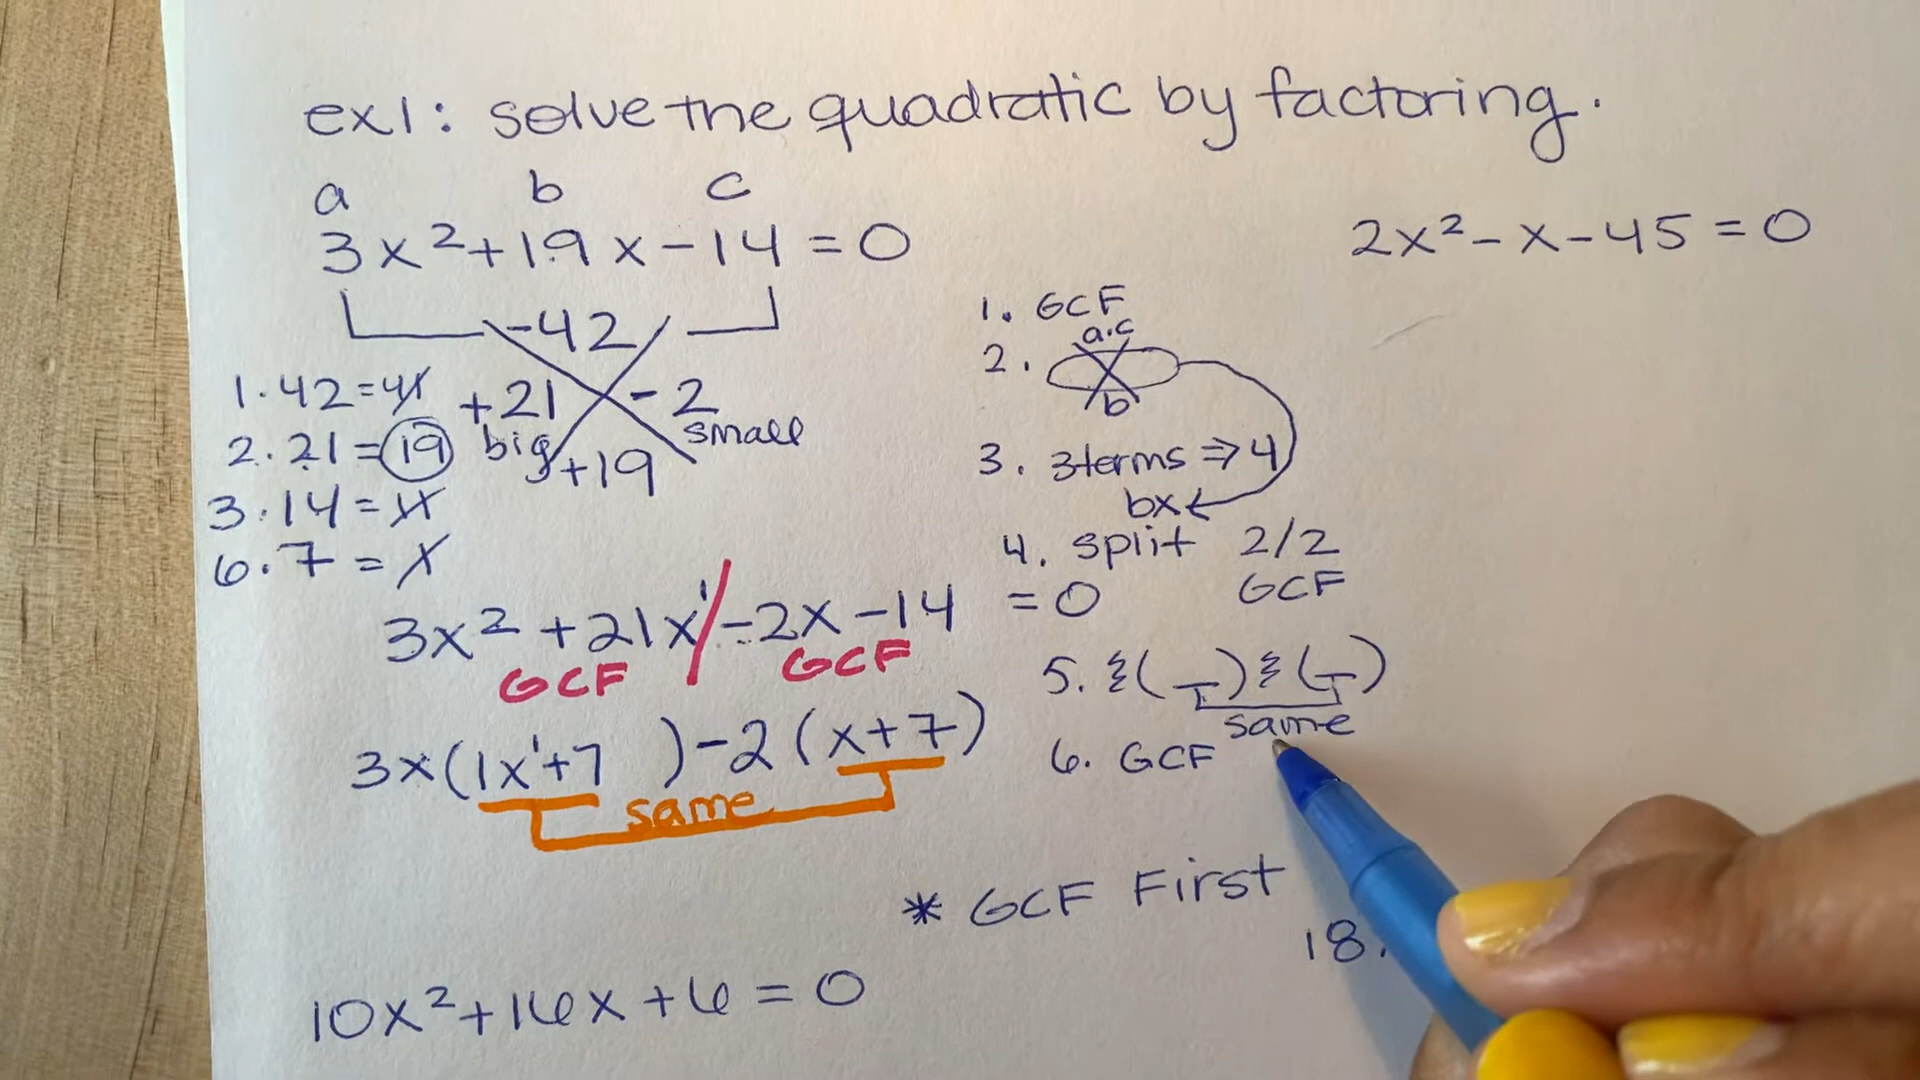 ex1: solve the quadratic by factoring.
a b c
3x²+19x-14=0
-42
1·42=41
2·21=19
3·14=11
6·7=1
+21 -2
big small
+19
3x²+21x-2x-14=0
GCF GCF
3x(1x+7)-2(x+7)
same
2x²-x-45=0
1. GCF
2. a·c
b
3. 3terms⇒4
bx
4. split 2/2
GCF
5. ( ) ( )
same
6. GCF
* GCF First
10x²+16x+6=0
18.